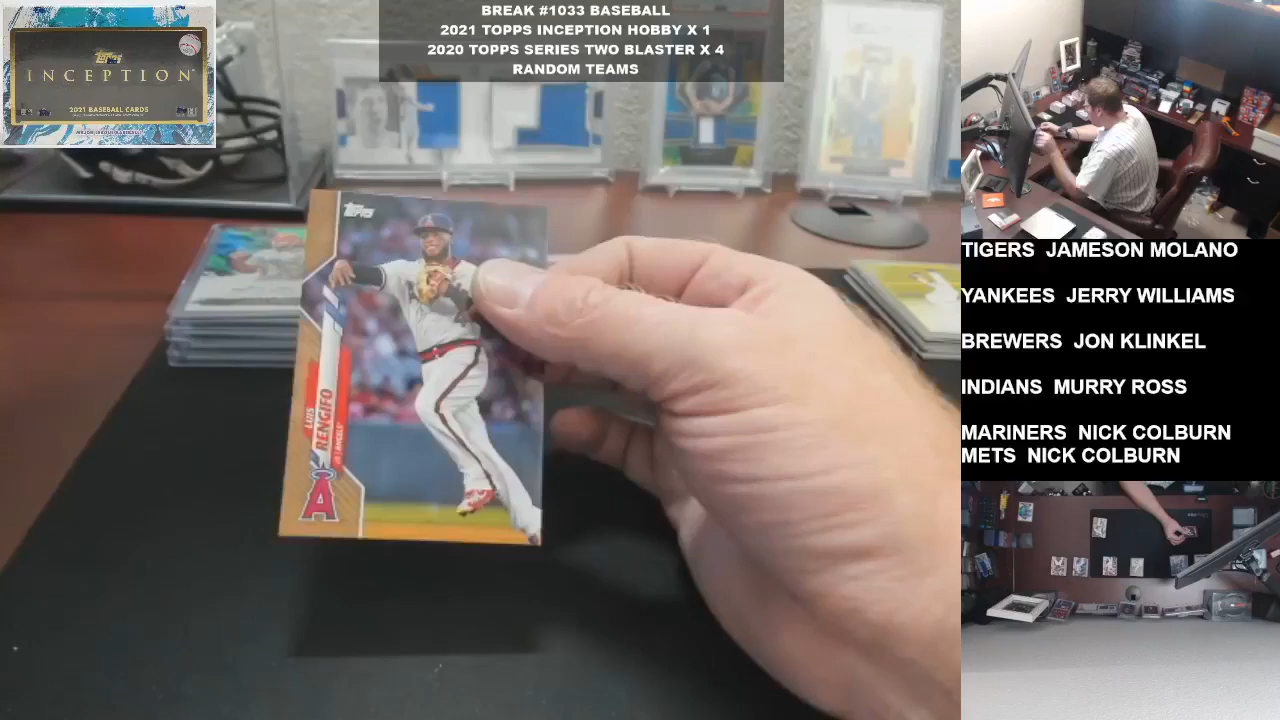 BREAK #1033 BASEBALL
2021 TOPPS INCEPTION HOBBY X 1
2020 TOPPS SERIES TWO BLASTER X 4
RANDOM TEAMS
Topps
INCEPTION
2021 BASEBALL CARDS
Topps
LUIS
RENGIFO
A
TIGERS JAMESON MOLANO
YANKEES JERRY WILLIAMS
BREWERS JON KLINKEL
INDIANS MURRY ROSS
MARINERS NICK COLBURN
METS NICK COLBURN